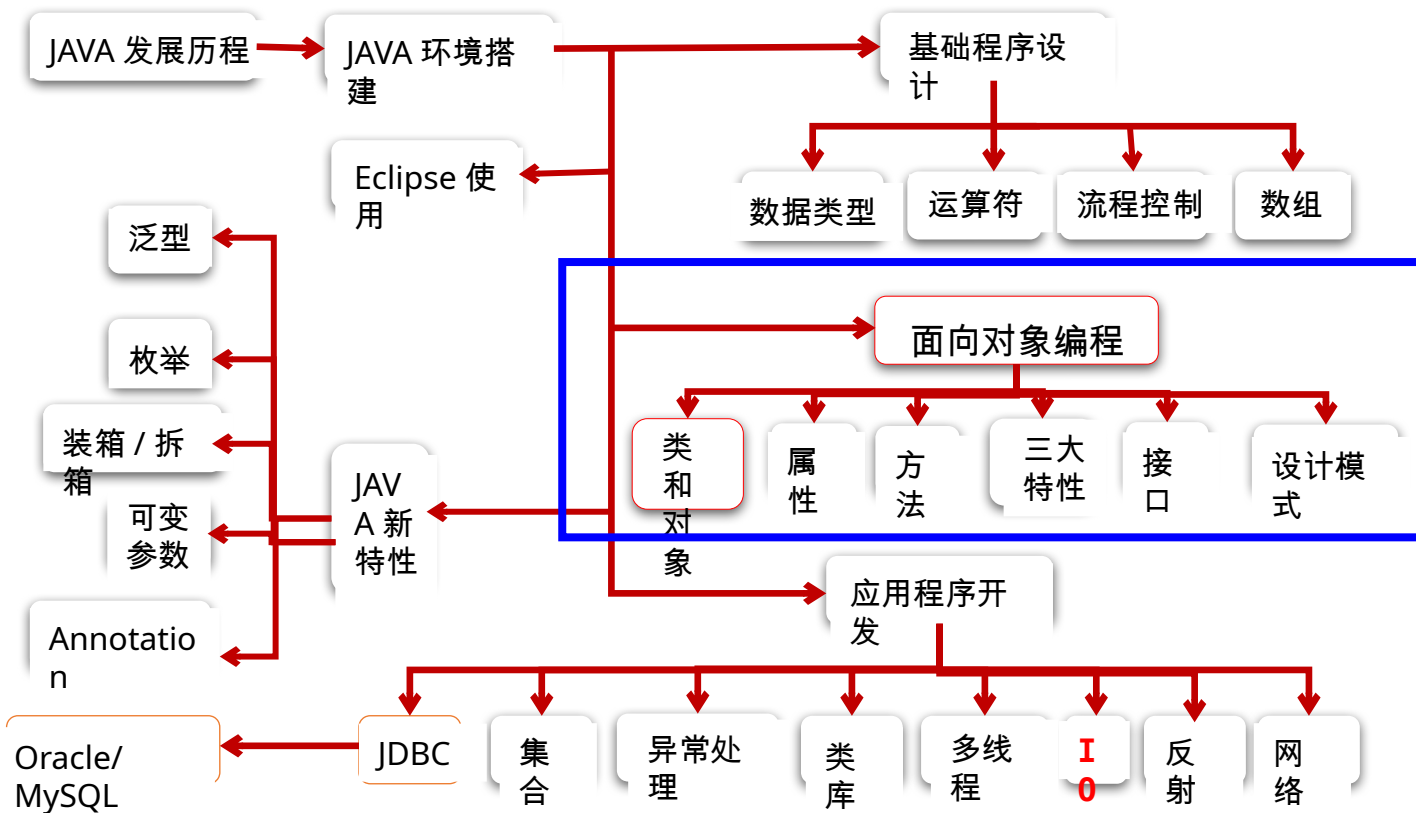 JAVA 发展历程
JAVA 环境搭
建
基础程序设
计
Eclipse 使
用
数据类型
运算符
流程控制
数组
泛型
枚举
装箱 / 拆
箱
可变
参数
Annotatio
n
JAV
A 新
特性
面向对象编程
类
和
对
象
属
性
方
法
三大
特性
接
口
设计模
式
应用程序开
发
Oracle/
MySQL
JDBC
集
合
异常处
理
类
库
多线
程
I
O
反
射
网
络